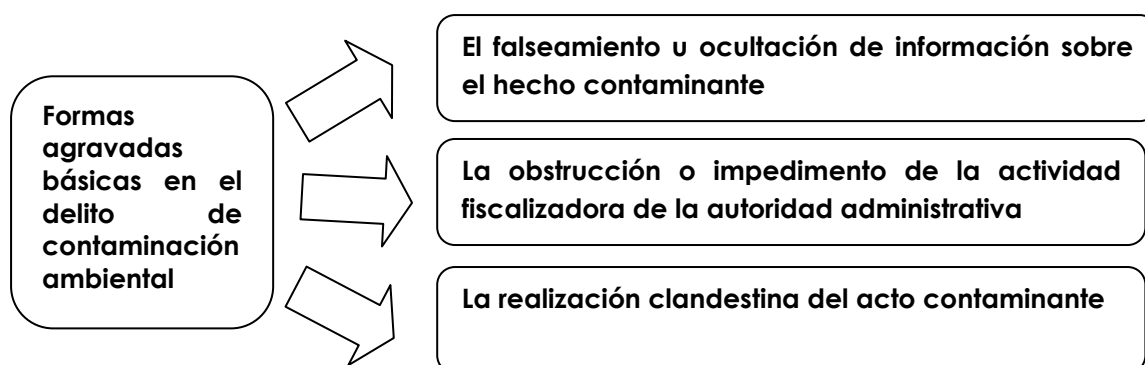 Formas
agravadas
básicas en el
delito de
contaminación
ambiental
El falseamiento u ocultación de información sobre
el hecho contaminante
La obstrucción o impedimento de la actividad
fiscalizadora de la autoridad administrativa
La realización clandestina del acto contaminante